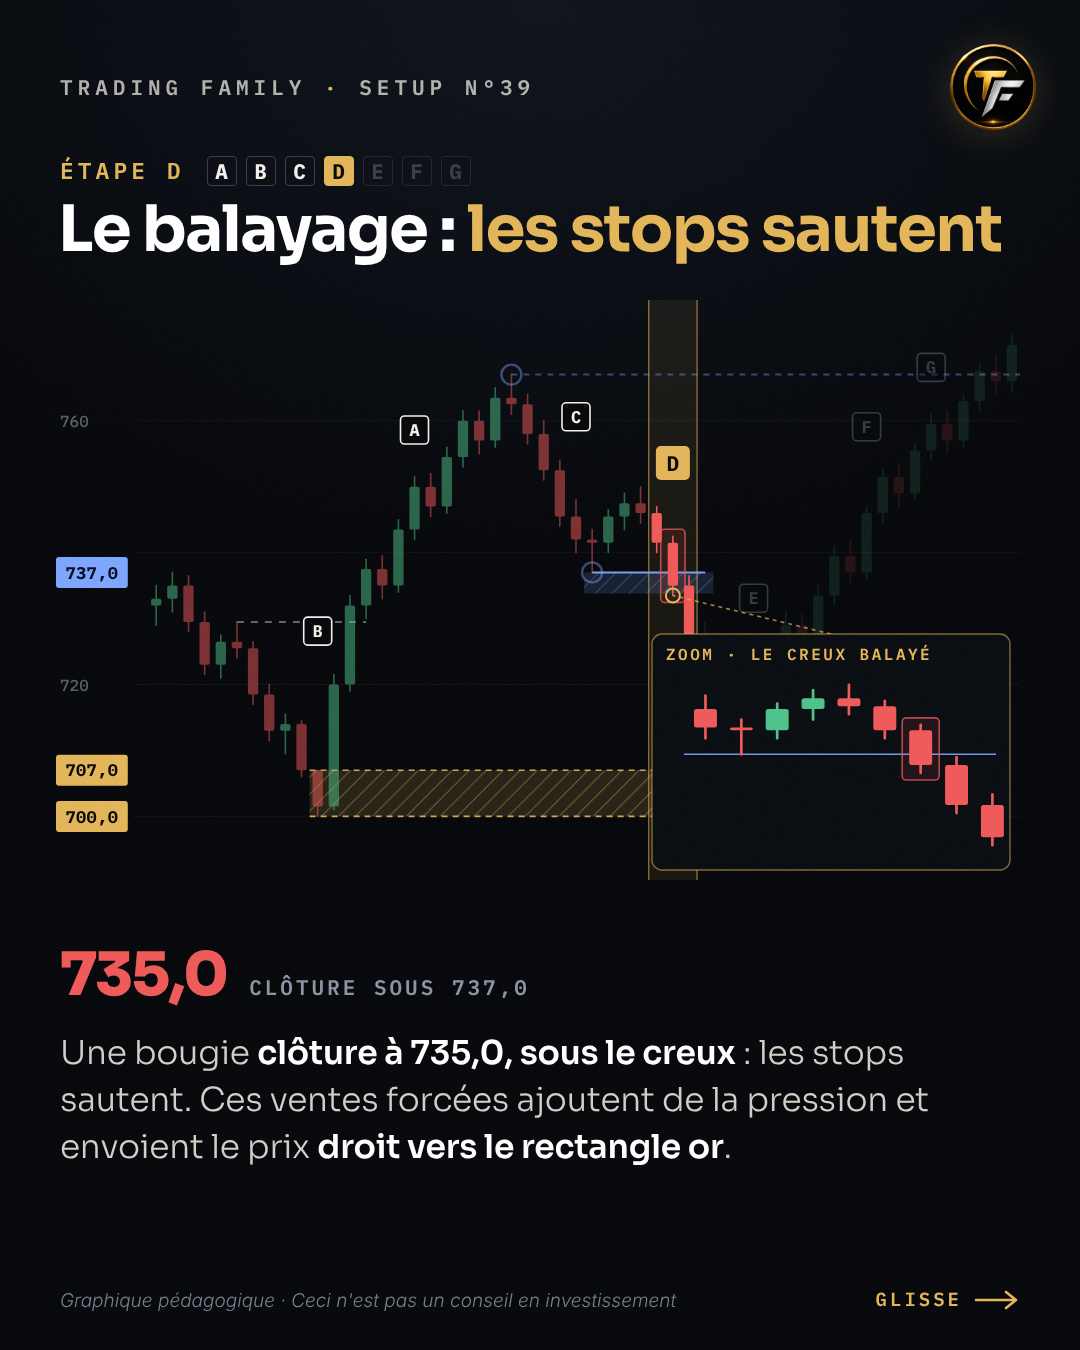 TRADING FAMILY · SETUP N°39
TF
ÉTAPE D A B C D E F G
Le balayage : les stops sautent
G
760
A
C
F
D
737,0
E
B
ZOOM · LE CREUX BALAYÉ
720
707,0
700,0
735,0 CLÔTURE SOUS 737,0
Une bougie clôture à 735,0, sous le creux : les stops
sautent. Ces ventes forcées ajoutent de la pression et
envoient le prix droit vers le rectangle or.
Graphique pédagogique · Ceci n'est pas un conseil en investissement
GLISSE →